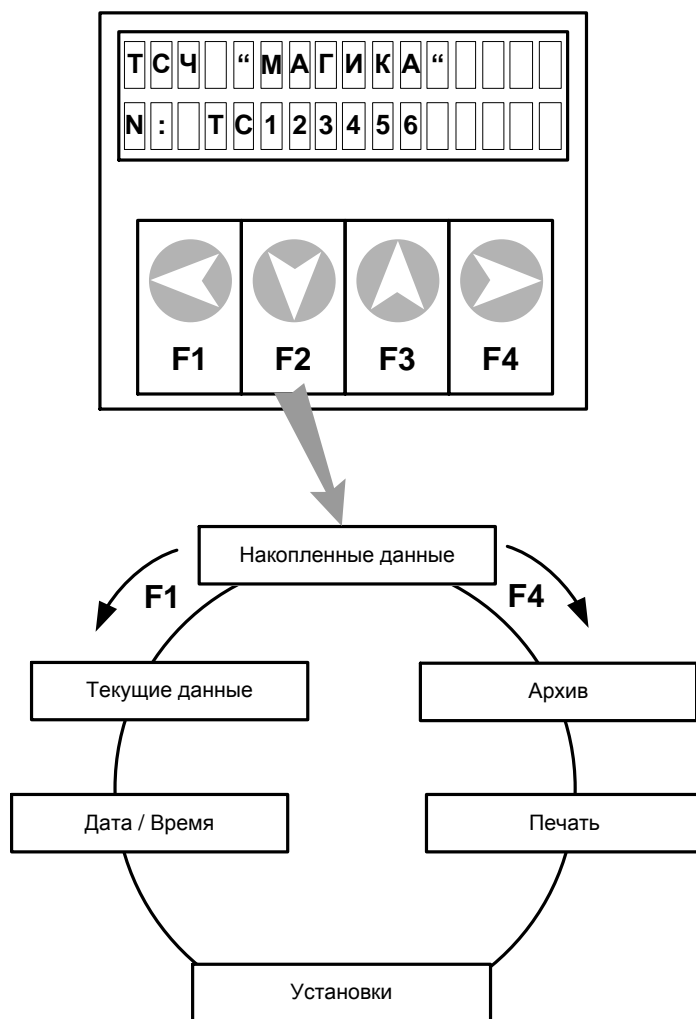 ТСЧ “МАГИКА“
N: ТС123456
F1 F2 F3 F4
Накопленные данные
F1 F4
Текущие данные Архив
Дата / Время Печать
Установки